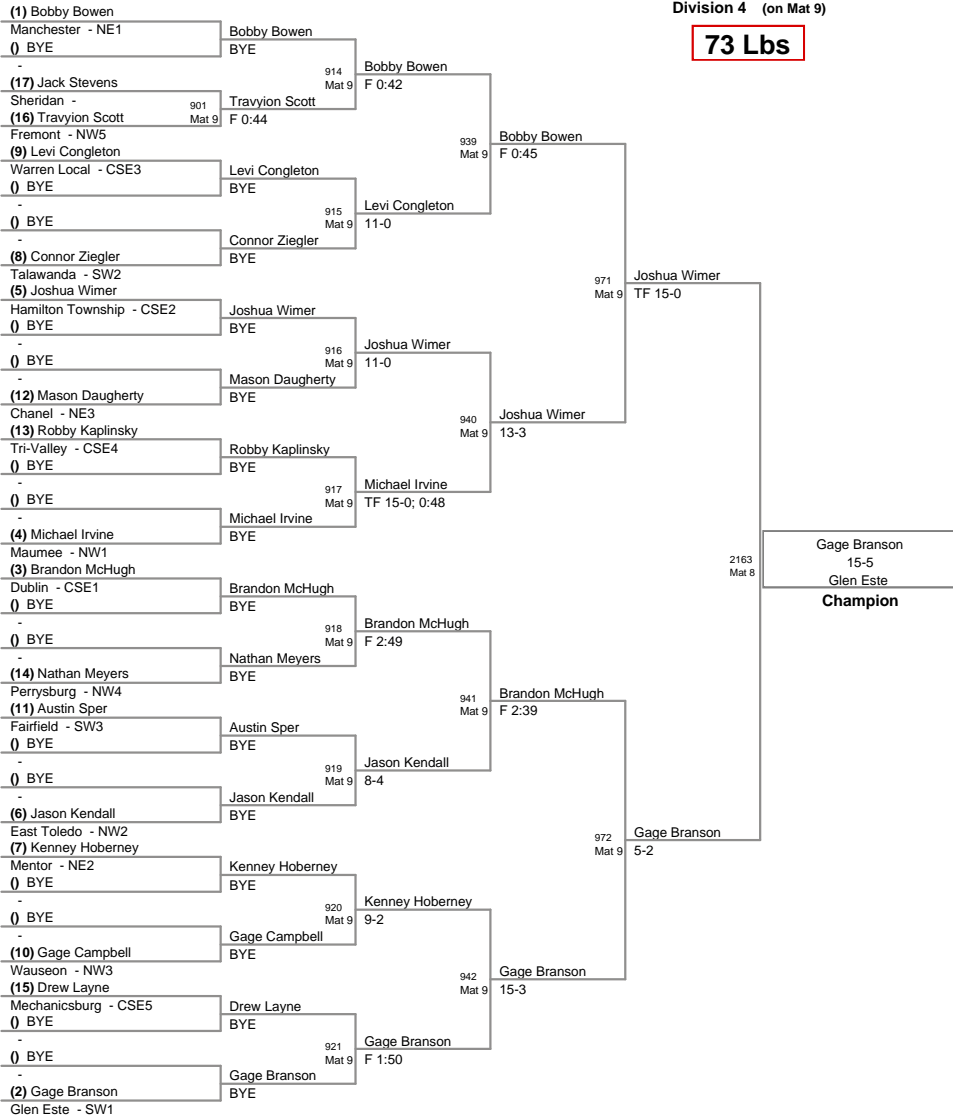 Division 4 (on Mat 9)
73 Lbs
(1) Bobby Bowen
Manchester - NE1
() BYE
-
(17) Jack Stevens
Sheridan -
(16) Travyion Scott
Fremont - NW5
(9) Levi Congleton
Warren Local - CSE3
() BYE
-
() BYE
-
(8) Connor Ziegler
Talawanda - SW2
(5) Joshua Wimer
Hamilton Township - CSE2
() BYE
-
() BYE
-
(12) Mason Daugherty
Chanel - NE3
(13) Robby Kaplinsky
Tri-Valley - CSE4
() BYE
-
() BYE
-
(4) Michael Irvine
Maumee - NW1
(3) Brandon McHugh
Dublin - CSE1
() BYE
-
() BYE
-
(14) Nathan Meyers
Perrysburg - NW4
(11) Austin Sper
Fairfield - SW3
() BYE
-
() BYE
-
(6) Jason Kendall
East Toledo - NW2
(7) Kenney Hoberney
Mentor - NE2
() BYE
-
() BYE
-
(10) Gage Campbell
Wauseon - NW3
(15) Drew Layne
Mechanicsburg - CSE5
() BYE
-
() BYE
-
(2) Gage Branson
Glen Este - SW1
901
Mat 9
Bobby Bowen
BYE
Travyion Scott
F 0:44
Levi Congleton
BYE
Connor Ziegler
BYE
Joshua Wimer
BYE
Mason Daugherty
BYE
Robby Kaplinsky
BYE
Michael Irvine
BYE
Brandon McHugh
BYE
Nathan Meyers
BYE
Austin Sper
BYE
Jason Kendall
BYE
Kenney Hoberney
BYE
Gage Campbell
BYE
Drew Layne
BYE
Gage Branson
BYE
914
Mat 9
Bobby Bowen
F 0:42
915
Mat 9
Levi Congleton
11-0
916
Mat 9
Joshua Wimer
11-0
917
Mat 9
Michael Irvine
TF 15-0; 0:48
918
Mat 9
Brandon McHugh
F 2:49
919
Mat 9
Jason Kendall
8-4
920
Mat 9
Kenney Hoberney
9-2
921
Mat 9
Gage Branson
F 1:50
939
Mat 9
Bobby Bowen
F 0:45
940
Mat 9
Joshua Wimer
13-3
941
Mat 9
Brandon McHugh
F 2:39
942
Mat 9
Gage Branson
15-3
971
Mat 9
Joshua Wimer
TF 15-0
972
Mat 9
Gage Branson
5-2
2163
Mat 8
Gage Branson
15-5
Glen Este
Champion